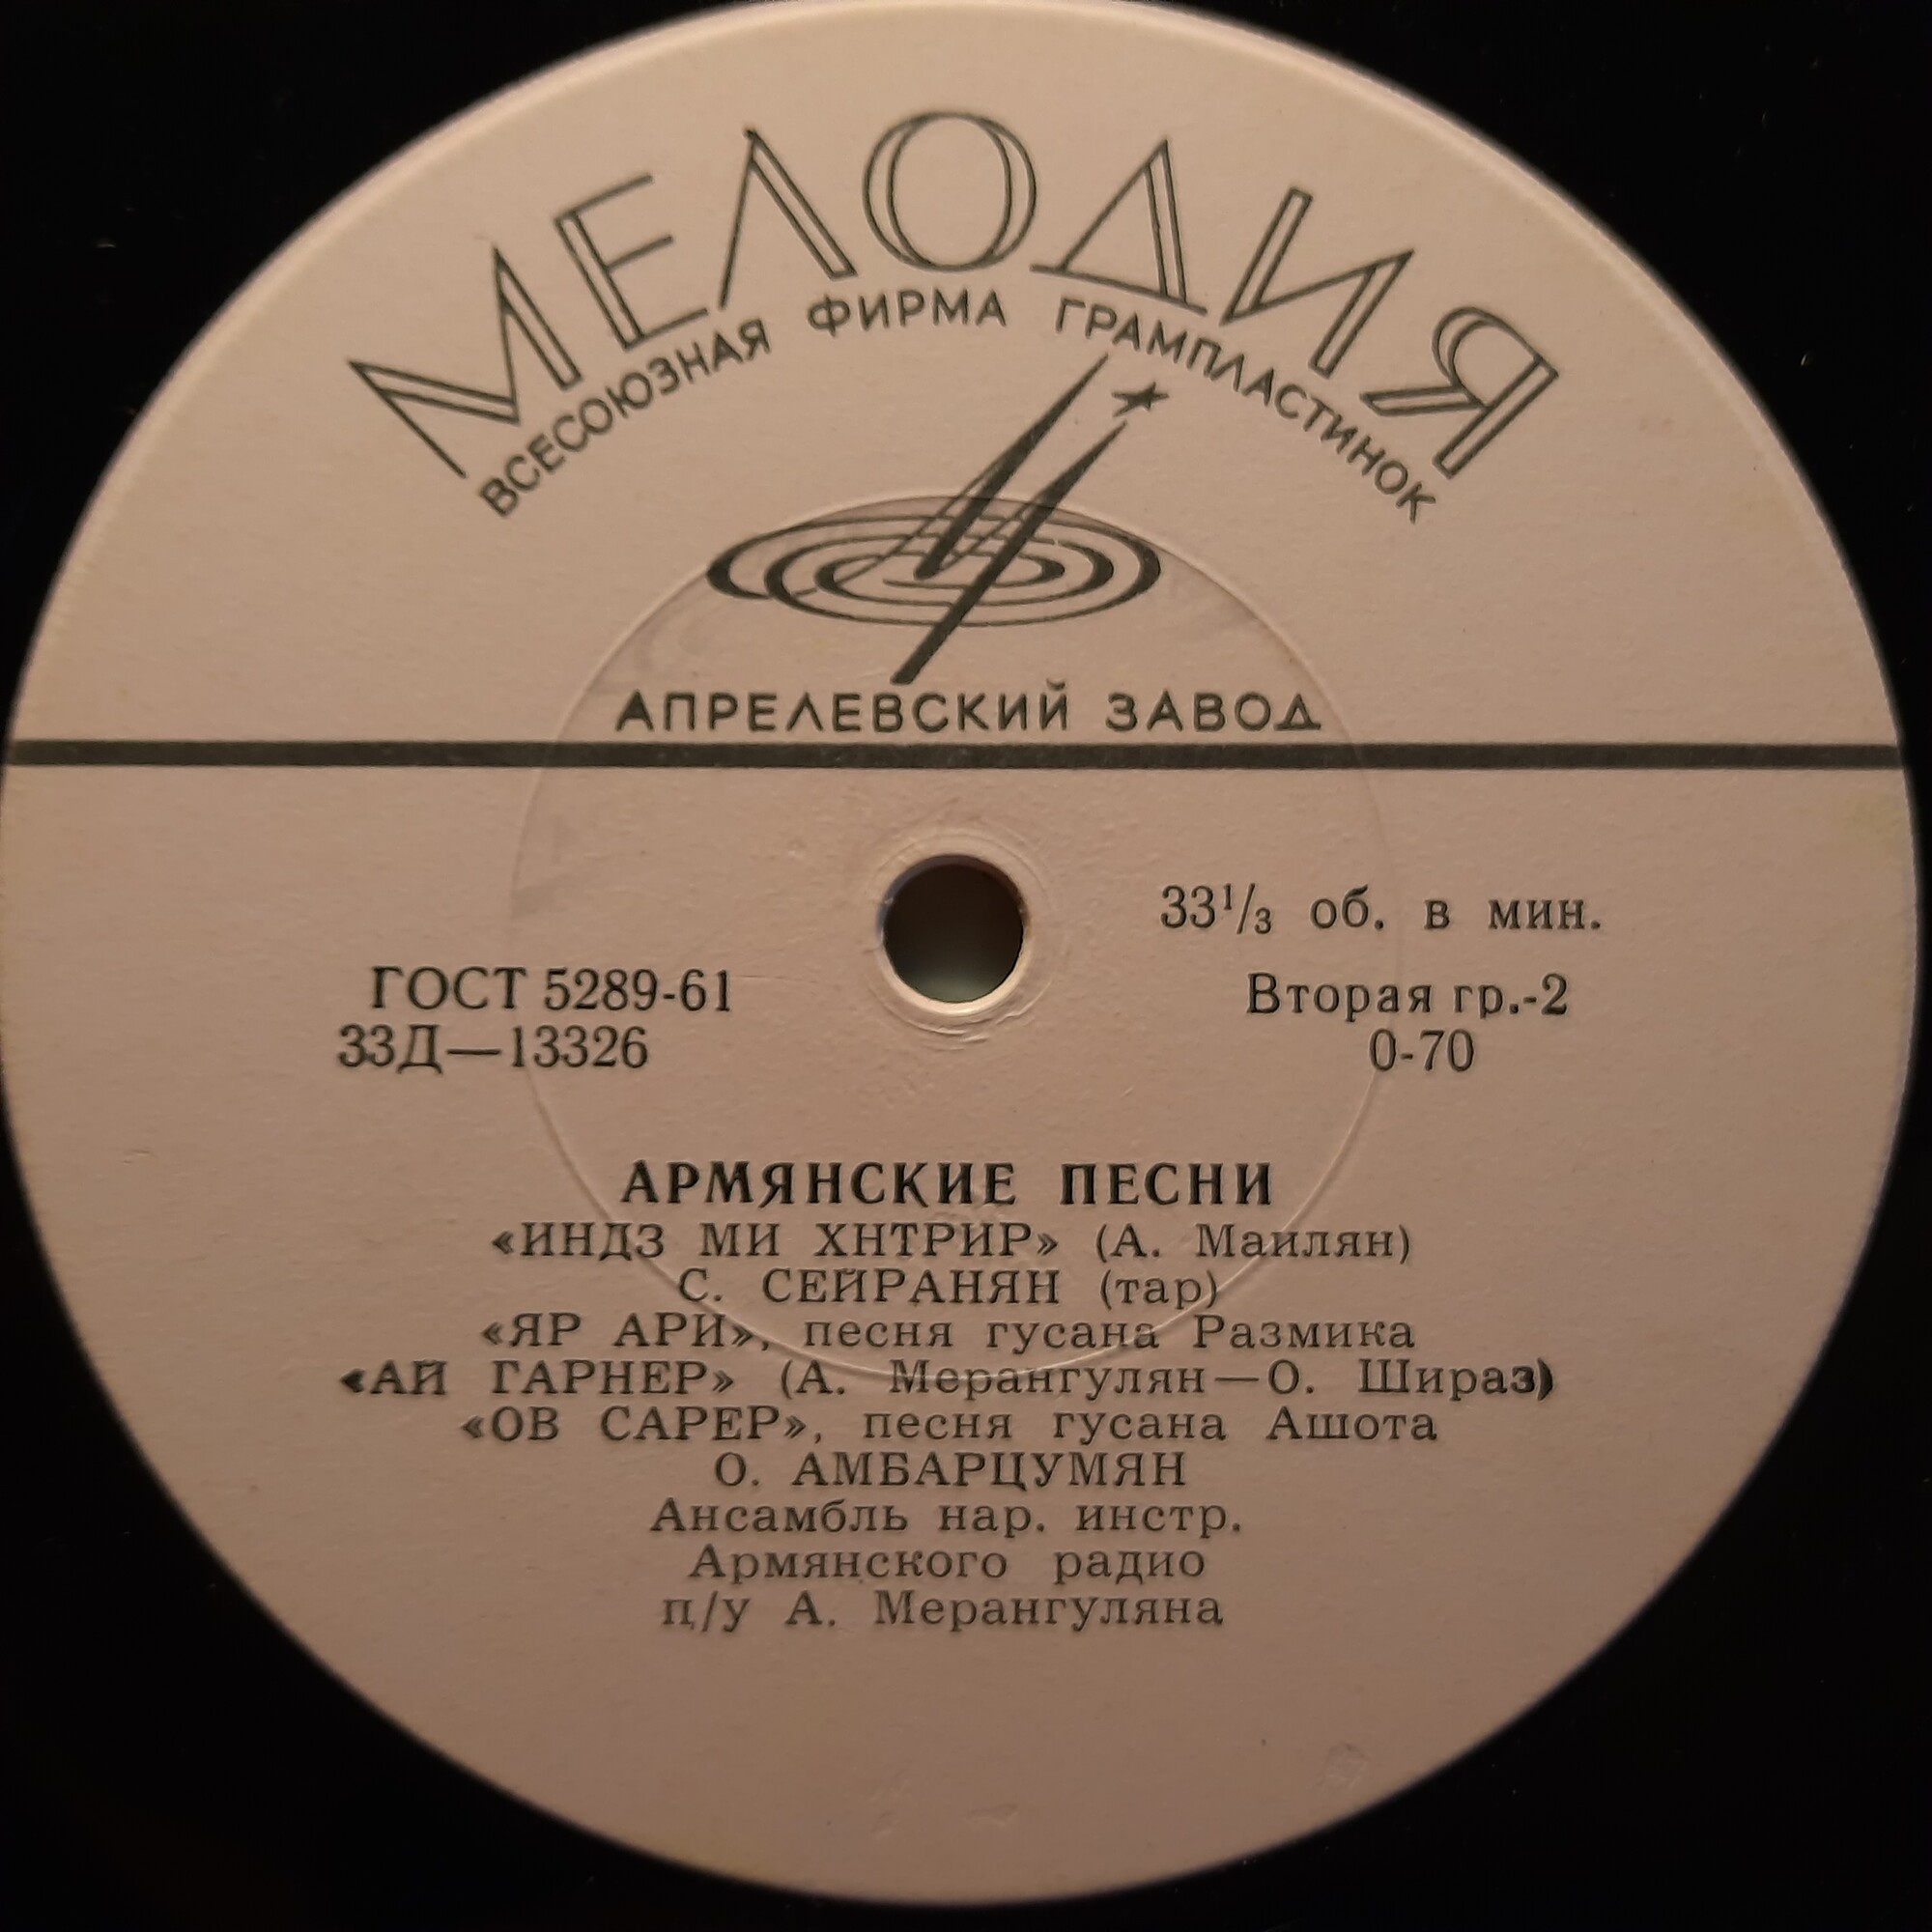 МЕЛОДИЯ
ВСЕСОЮЗНАЯ ФИРМА ГРАМПЛАСТИНОК
АПРЕЛЕВСКИЙ ЗАВОД
33¹/₃ об. в мин.
ГОСТ 5289-61 Вторая гр.-2
33Д—13326 0-70
АРМЯНСКИЕ ПЕСНИ
«ИНДЗ МИ ХНТРИР» (А. Маилян)
С. СЕЙРАНЯН (тар)
«ЯР АРИ», песня гусана Размика
«АЙ ГАРНЕР» (А. Мерангулян—О. Шираз)
«ОВ САРЕР», песня гусана Ашота
О. АМБАРЦУМЯН
Ансамбль нар. инстр.
Армянского радио
п/у А. Мерангуляна